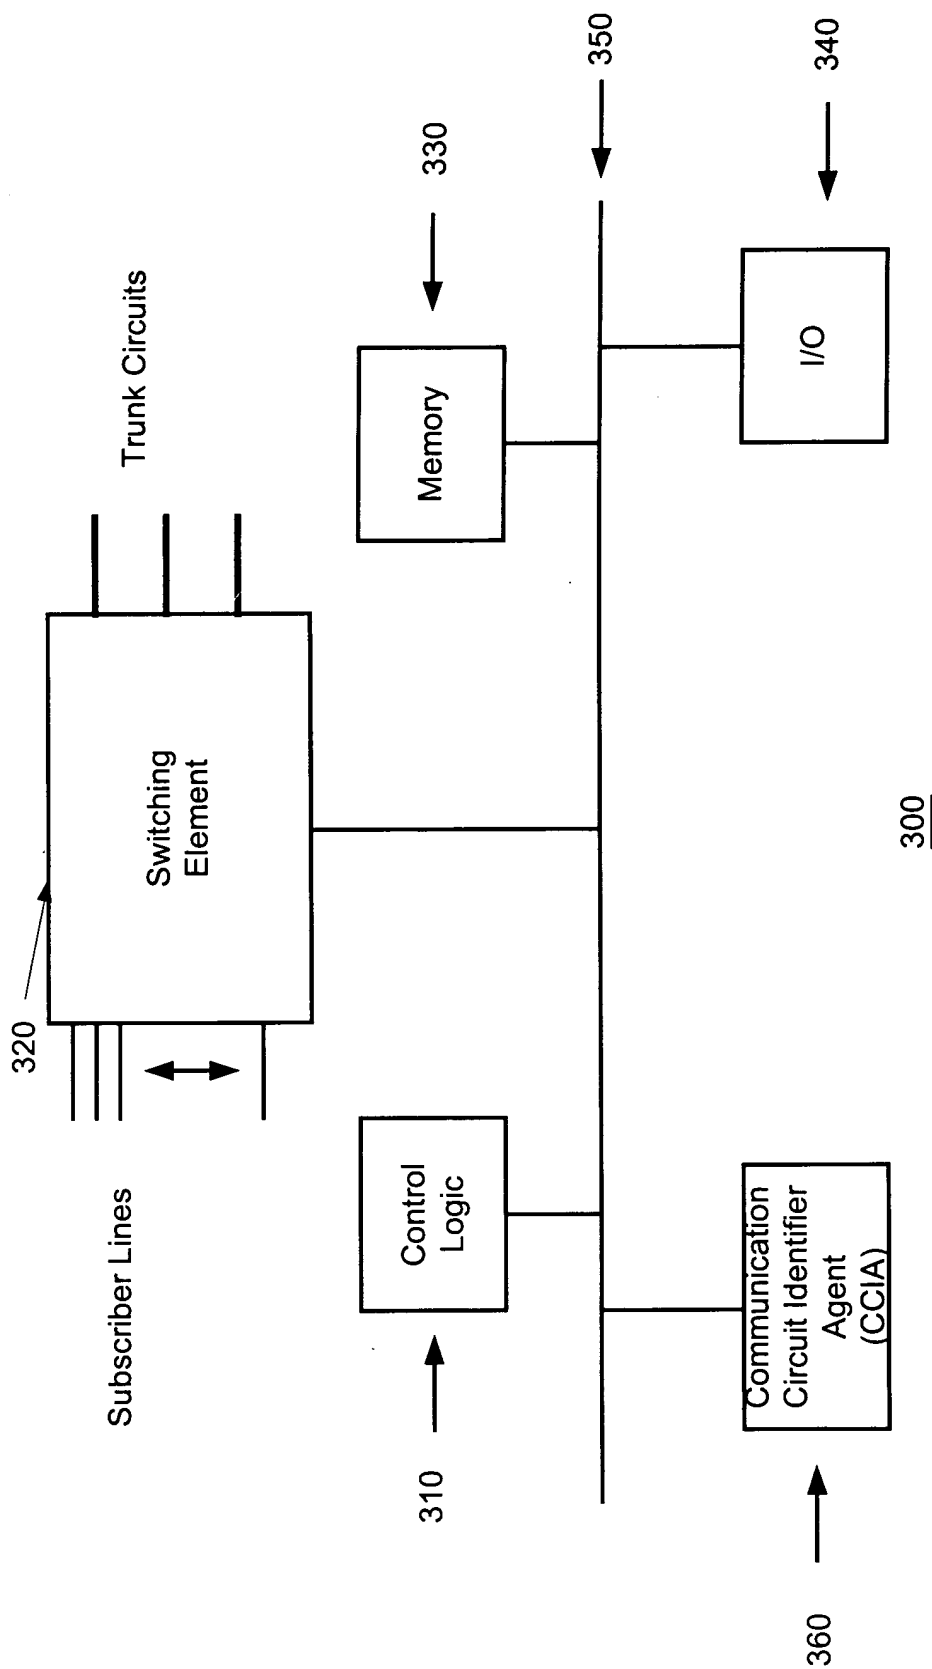 320
Subscriber Lines
Switching
Element
Trunk Circuits
310
Control
Logic
Memory
330
350
360
Communication
Circuit Identifier
Agent
(CCIA)
I/O
340
300